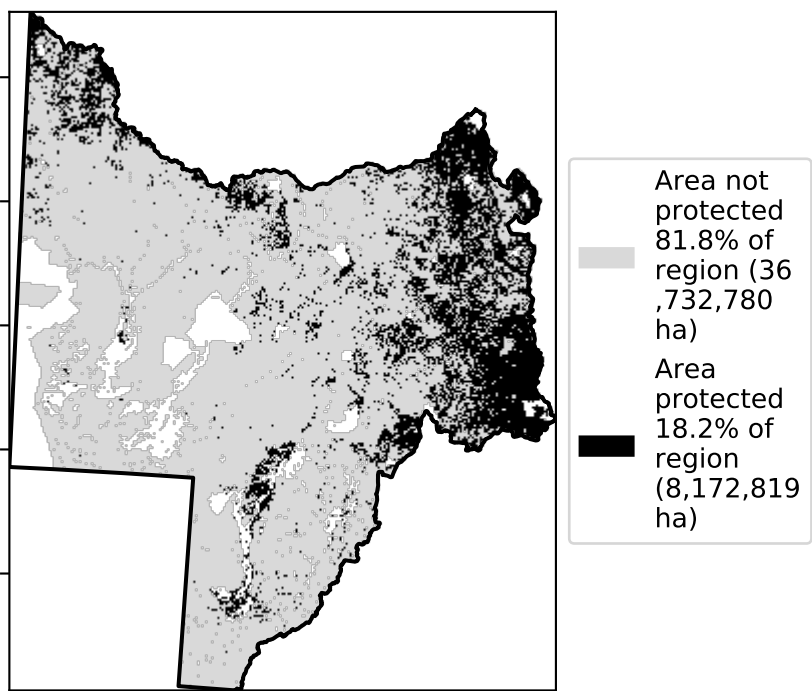 Area not
protected
81.8% of
region (36
,732,780
ha)
Area
protected
18.2% of
region
(8,172,819
ha)